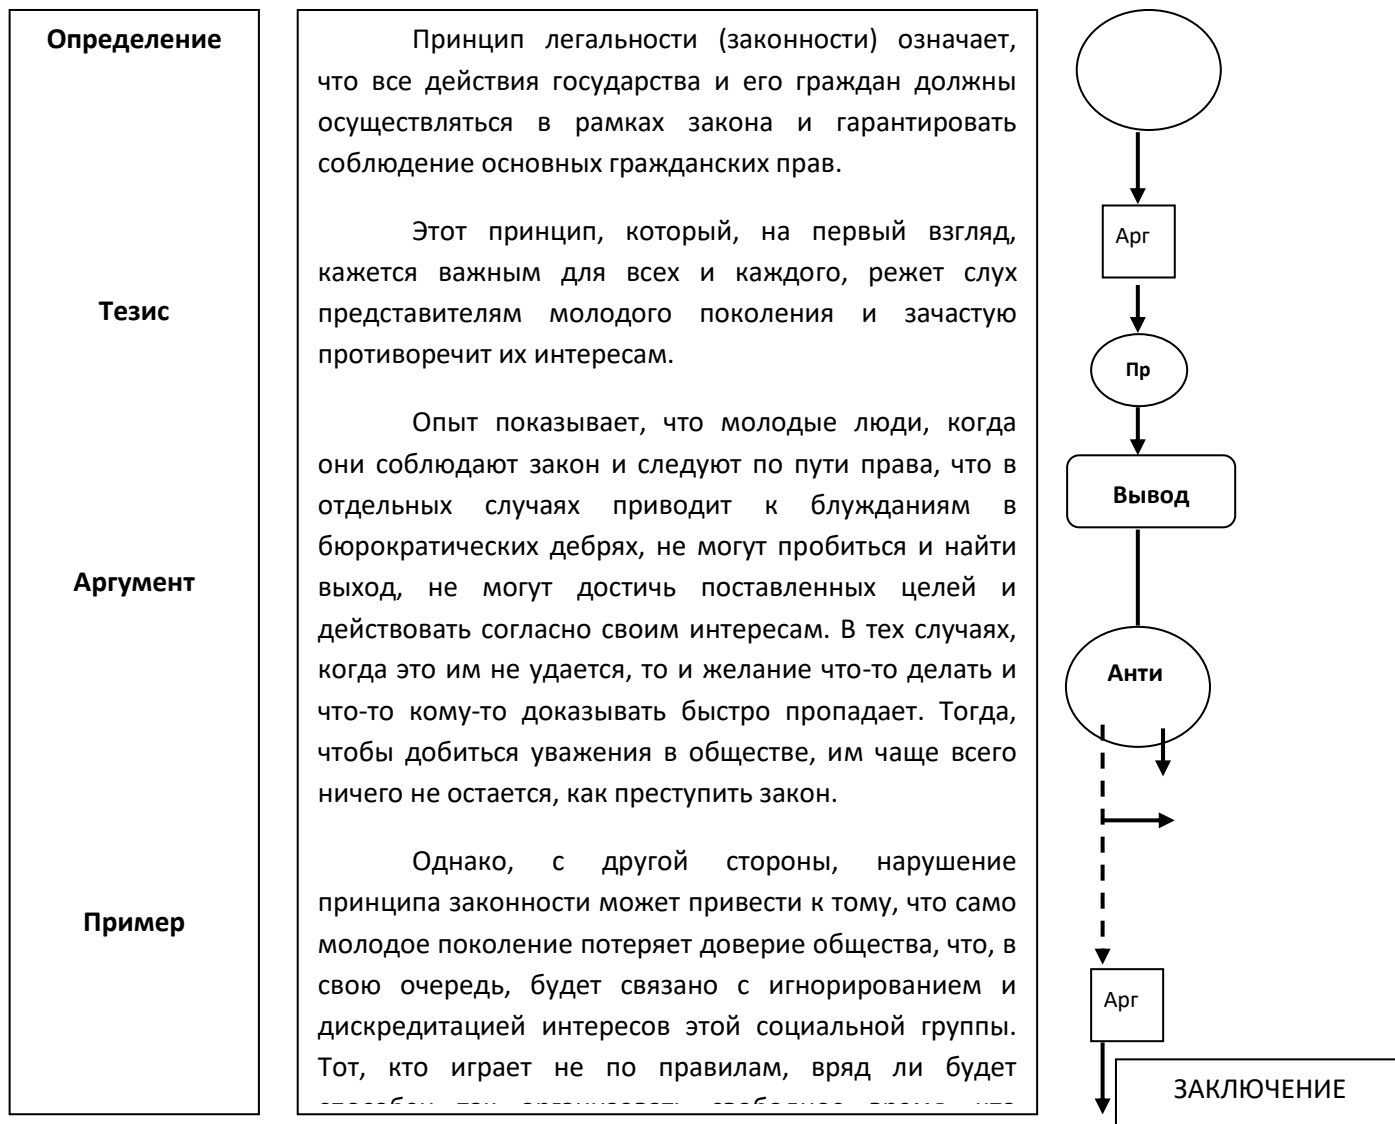 Определение
Тезис
Аргумент
Пример
Принцип легальности (законности) означает,
что все действия государства и его граждан должны
осуществляться в рамках закона и гарантировать
соблюдение основных гражданских прав.
Этот принцип, который, на первый взгляд,
кажется важным для всех и каждого, режет слух
представителям молодого поколения и зачастую
противоречит их интересам.
Опыт показывает, что молодые люди, когда
они соблюдают закон и следуют по пути права, что в
отдельных случаях приводит к блужданиям в
бюрократических дебрях, не могут пробиться и найти
выход, не могут достичь поставленных целей и
действовать согласно своим интересам. В тех случаях,
когда это им не удается, то и желание что-то делать и
что-то кому-то доказывать быстро пропадает. Тогда,
чтобы добиться уважения в обществе, им чаще всего
ничего не остается, как преступить закон.
Однако, с другой стороны, нарушение
принципа законности может привести к тому, что само
молодое поколение потеряет доверие общества, что, в
свою очередь, будет связано с игнорированием и
дискредитацией интересов этой социальной группы.
Тот, кто играет не по правилам, вряд ли будет
Арг
Пр
Вывод
Анти
Арг
ЗАКЛЮЧЕНИЕ